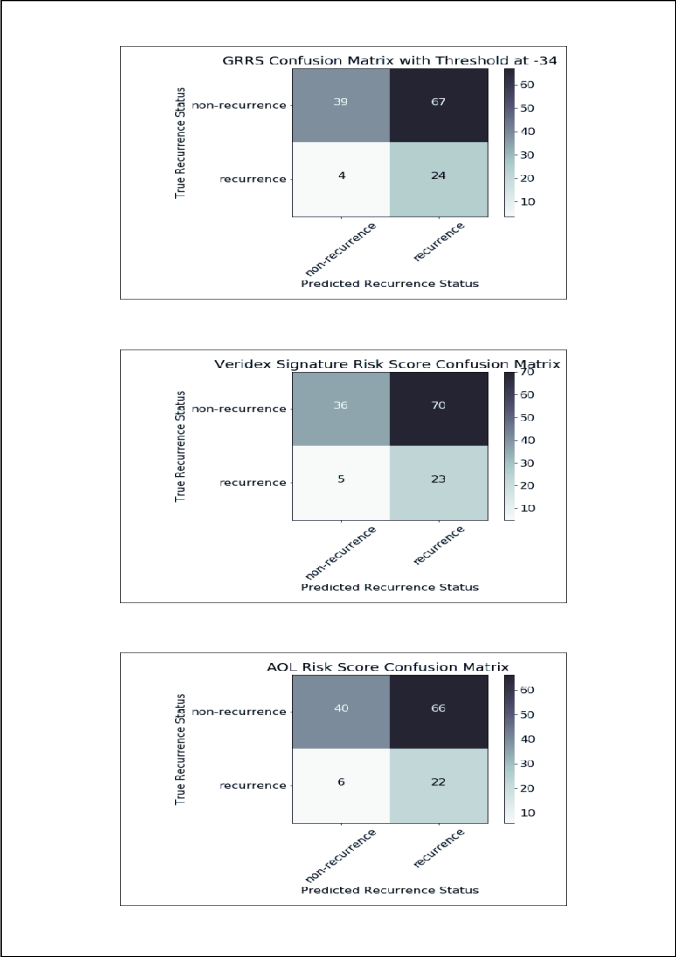 GRRS Confusion Matrix with Threshold at -34
True Recurrence Status
non-recurrence
39
67
recurrence
4
24
60
50
40
30
20
10
non-recurrence
recurrence
Predicted Recurrence Status
Veridex Signature Risk Score Confusion Matrix
True Recurrence Status
non-recurrence
36
70
recurrence
5
23
70
60
50
40
30
20
10
non-recurrence
recurrence
Predicted Recurrence Status
AOL Risk Score Confusion Matrix
True Recurrence Status
non-recurrence
40
66
recurrence
6
22
60
50
40
30
20
10
non-recurrence
recurrence
Predicted Recurrence Status